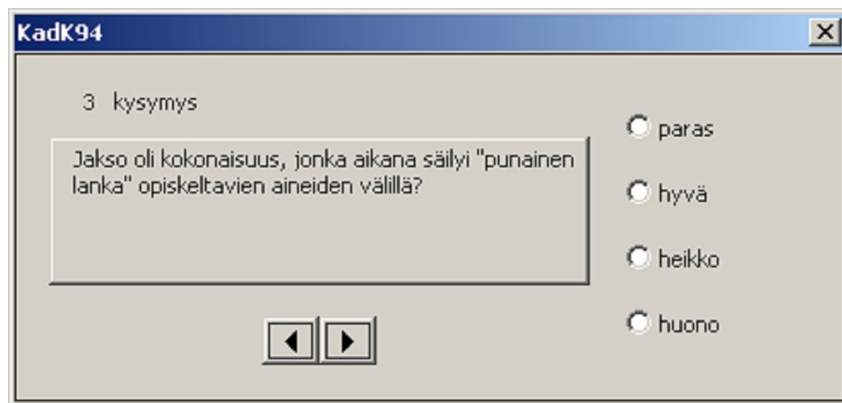 KadK94
3 kysymys
Jakso oli kokonaisuus, jonka aikana säilyi "punainen
lanka" opiskeltavien aineiden välillä?
paras
hyvä
heikko
huono